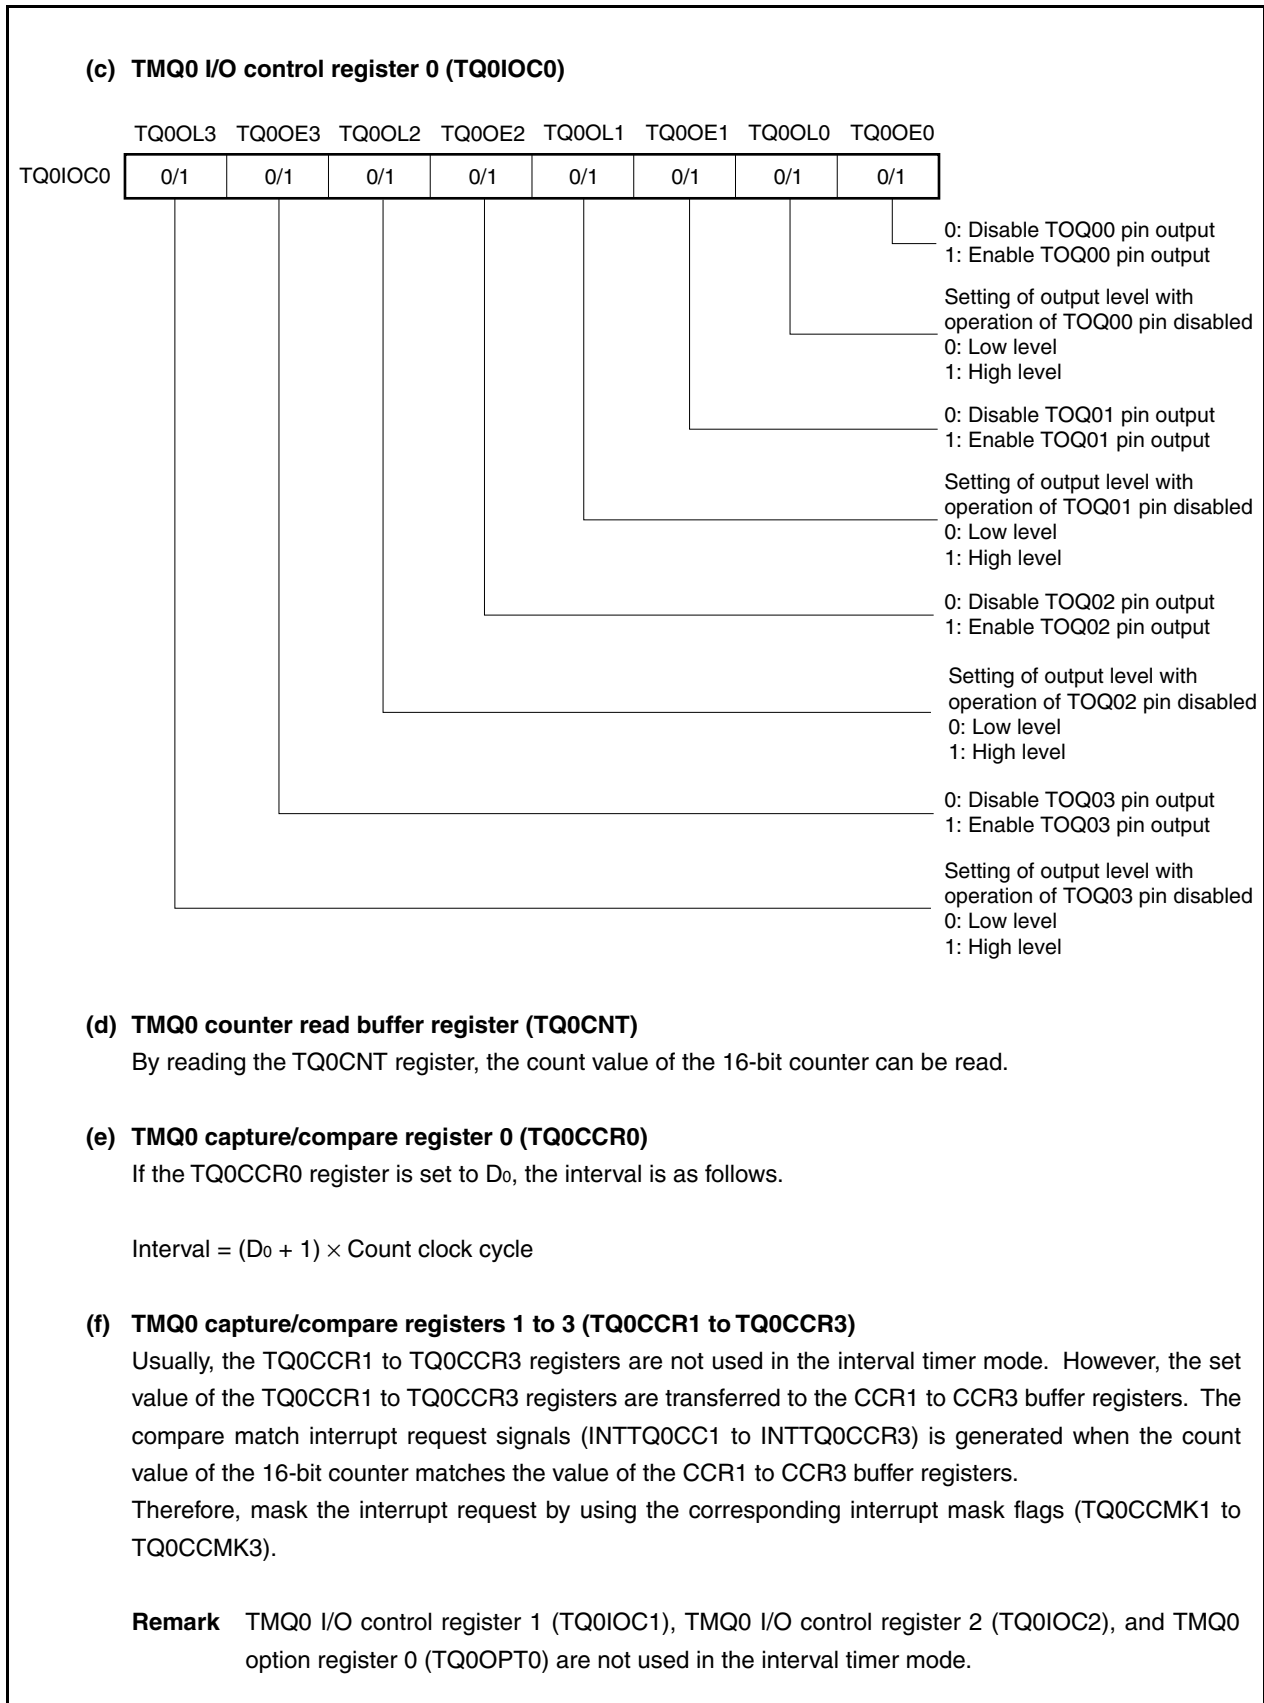 (c) TMQ0 I/O control register 0 (TQ0IOC0)
TQ0OL3 TQ0OE3 TQ0OL2 TQ0OE2 TQ0OL1 TQ0OE1 TQ0OL0 TQ0OE0
TQ0IOC0 0/1 0/1 0/1 0/1 0/1 0/1 0/1 0/1
0: Disable TOQ00 pin output
1: Enable TOQ00 pin output
Setting of output level with
operation of TOQ00 pin disabled
0: Low level
1: High level
0: Disable TOQ01 pin output
1: Enable TOQ01 pin output
Setting of output level with
operation of TOQ01 pin disabled
0: Low level
1: High level
0: Disable TOQ02 pin output
1: Enable TOQ02 pin output
Setting of output level with
operation of TOQ02 pin disabled
0: Low level
1: High level
0: Disable TOQ03 pin output
1: Enable TOQ03 pin output
Setting of output level with
operation of TOQ03 pin disabled
0: Low level
1: High level
(d) TMQ0 counter read buffer register (TQ0CNT)
By reading the TQ0CNT register, the count value of the 16-bit counter can be read.
(e) TMQ0 capture/compare register 0 (TQ0CCR0)
If the TQ0CCR0 register is set to D0, the interval is as follows.
Interval = (D0 + 1) × Count clock cycle
(f) TMQ0 capture/compare registers 1 to 3 (TQ0CCR1 to TQ0CCR3)
Usually, the TQ0CCR1 to TQ0CCR3 registers are not used in the interval timer mode. However, the set
value of the TQ0CCR1 to TQ0CCR3 registers are transferred to the CCR1 to CCR3 buffer registers. The
compare match interrupt request signals (INTTQ0CC1 to INTTQ0CCR3) is generated when the count
value of the 16-bit counter matches the value of the CCR1 to CCR3 buffer registers.
Therefore, mask the interrupt request by using the corresponding interrupt mask flags (TQ0CCMK1 to
TQ0CCMK3).
Remark TMQ0 I/O control register 1 (TQ0IOC1), TMQ0 I/O control register 2 (TQ0IOC2), and TMQ0
option register 0 (TQ0OPT0) are not used in the interval timer mode.